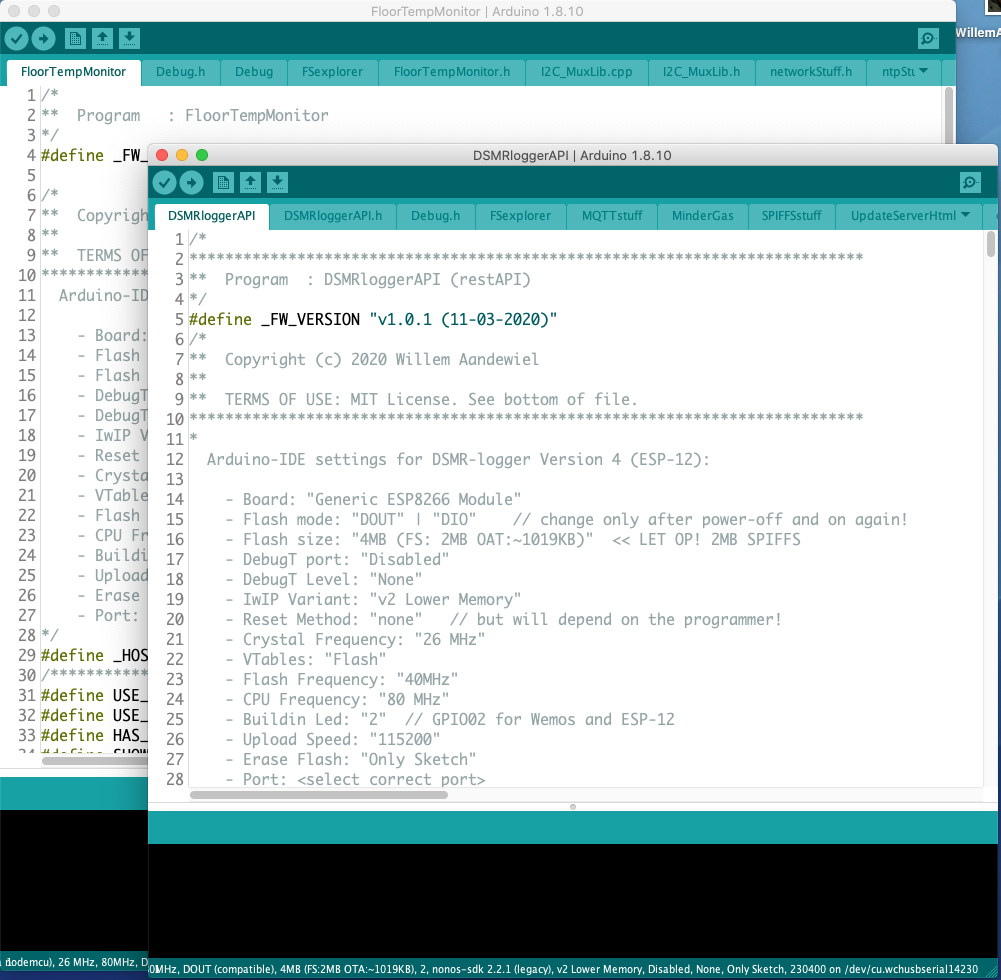 FloorTempMonitor | Arduino 1.8.10
WillemA
FloorTempMonitor Debug.h Debug FSexplorer FloorTempMonitor.h I2C_MuxLib.cpp I2C_MuxLib.h networkStuff.h ntpStu
1 /*
2 ** Program : FloorTempMonitor
3 */
4 #define _FW_
5
6 /*
7 ** Copyrigh
8 **
9 ** TERMS OF
10 ************
11 Arduino-ID
12
13 - Board:
14 - Flash
15 - Flash
16 - DebugT
17 - DebugT
18 - IwIP V
19 - Reset
20 - Crysta
21 - VTable
22 - Flash
23 - CPU Fr
24 - Buildi
25 - Upload
26 - Erase
27 - Port:
28 */
29 #define _HOS
30 /***********
31 #define USE_
32 #define USE_
33 #define HAS_
34 #define SHOW
nodemcu), 26 MHz, 80MHz, D
DSMRloggerAPI | Arduino 1.8.10
DSMRloggerAPI DSMRloggerAPI.h Debug.h FSexplorer MQTTstuff MinderGas SPIFFSstuff UpdateServerHtml
1 /*
2 ***************************************************************************
3 ** Program : DSMRloggerAPI (restAPI)
4 */
5 #define _FW_VERSION "v1.0.1 (11-03-2020)"
6 /*
7 ** Copyright (c) 2020 Willem Aandewiel
8 **
9 ** TERMS OF USE: MIT License. See bottom of file.
10 ***************************************************************************
11 *
12 Arduino-IDE settings for DSMR-logger Version 4 (ESP-12):
13
14 - Board: "Generic ESP8266 Module"
15 - Flash mode: "DOUT" | "DIO" // change only after power-off and on again!
16 - Flash size: "4MB (FS: 2MB OAT:~1019KB)" << LET OP! 2MB SPIFFS
17 - DebugT port: "Disabled"
18 - DebugT Level: "None"
19 - IwIP Variant: "v2 Lower Memory"
20 - Reset Method: "none" // but will depend on the programmer!
21 - Crystal Frequency: "26 MHz"
22 - VTables: "Flash"
23 - Flash Frequency: "40MHz"
24 - CPU Frequency: "80 MHz"
25 - Buildin Led: "2" // GPIO02 for Wemos and ESP-12
26 - Upload Speed: "115200"
27 - Erase Flash: "Only Sketch"
28 - Port: <select correct port>
MHz, DOUT (compatible), 4MB (FS:2MB OTA:~1019KB), 2, nonos-sdk 2.2.1 (legacy), v2 Lower Memory, Disabled, None, Only Sketch, 230400 on /dev/cu.wchusbserial14230